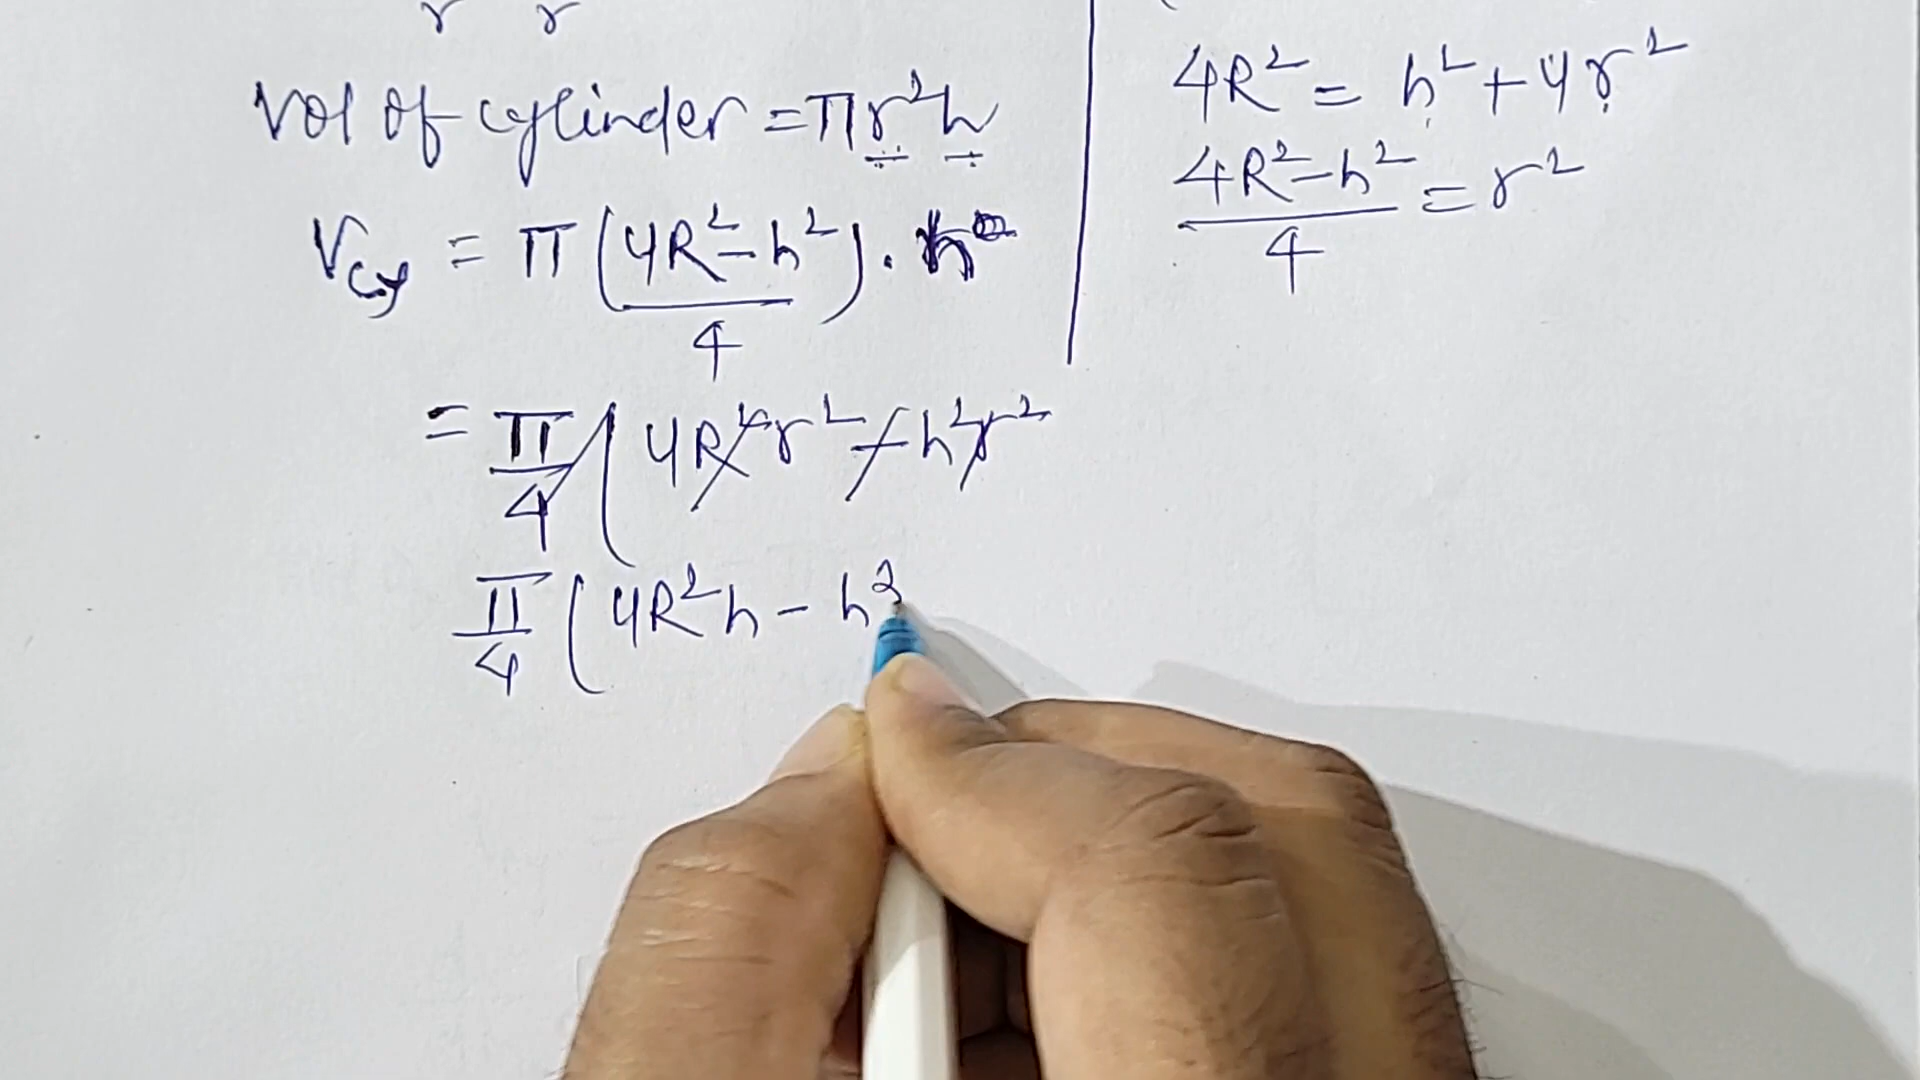 r r
Vol of cylinder = πr²h
V_cy = π (4R² - h² / 4) . h
= π/4 ( 4R²r² - h²r²
π/4 ( 4R²h - h³
4R² = h² + 4r²
4R² - h² / 4 = r²